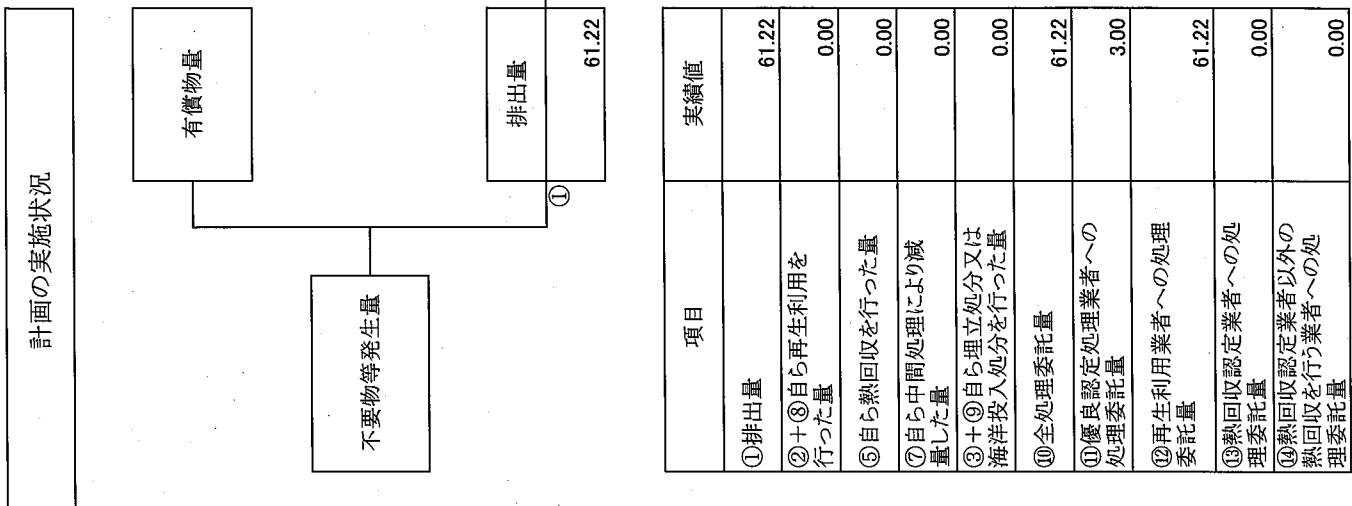 計画の実施状況
有償物量
不要物等発生量
排出量
①
61.22
項目
実績値
①排出量
61.22
②＋⑧自ら再生利用を
行った量
0.00
⑤自ら熱回収を行った量
0.00
⑦自ら中間処理により減
量した量
0.00
③＋⑨自ら埋立処分又は
海洋投入処分を行った量
0.00
⑩全処理委託量
61.22
⑪優良認定処理業者への
処理委託量
3.00
⑫再生利用業者への処理
委託量
61.22
⑬熱回収認定業者への処
理委託量
0.00
⑭熱回収認定業者以外の
熱回収を行う業者への処
理委託量
0.00